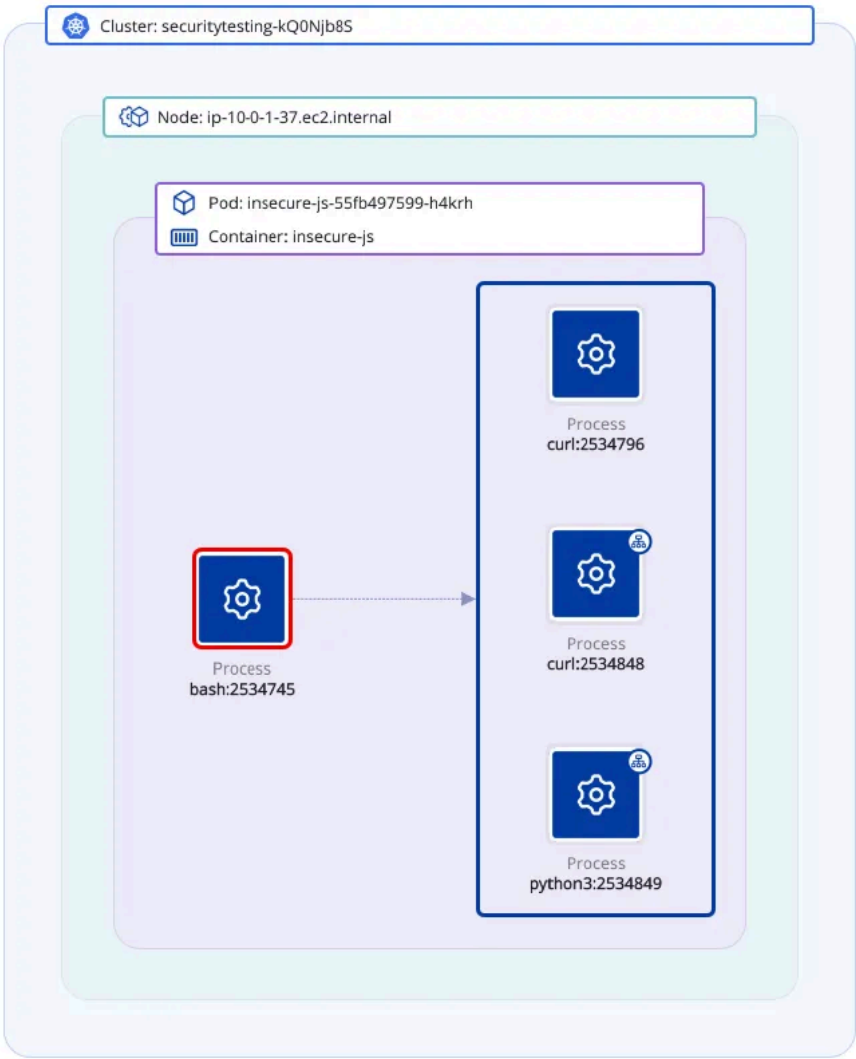 Cluster: securitytesting-kQ0Njb8S
Node: ip-10-0-1-37.ec2.internal
Pod: insecure-js-55fb497599-h4krh
Container: insecure-js
Process
curl:2534796
Process
curl:2534848
Process
bash:2534745
Process
python3:2534849